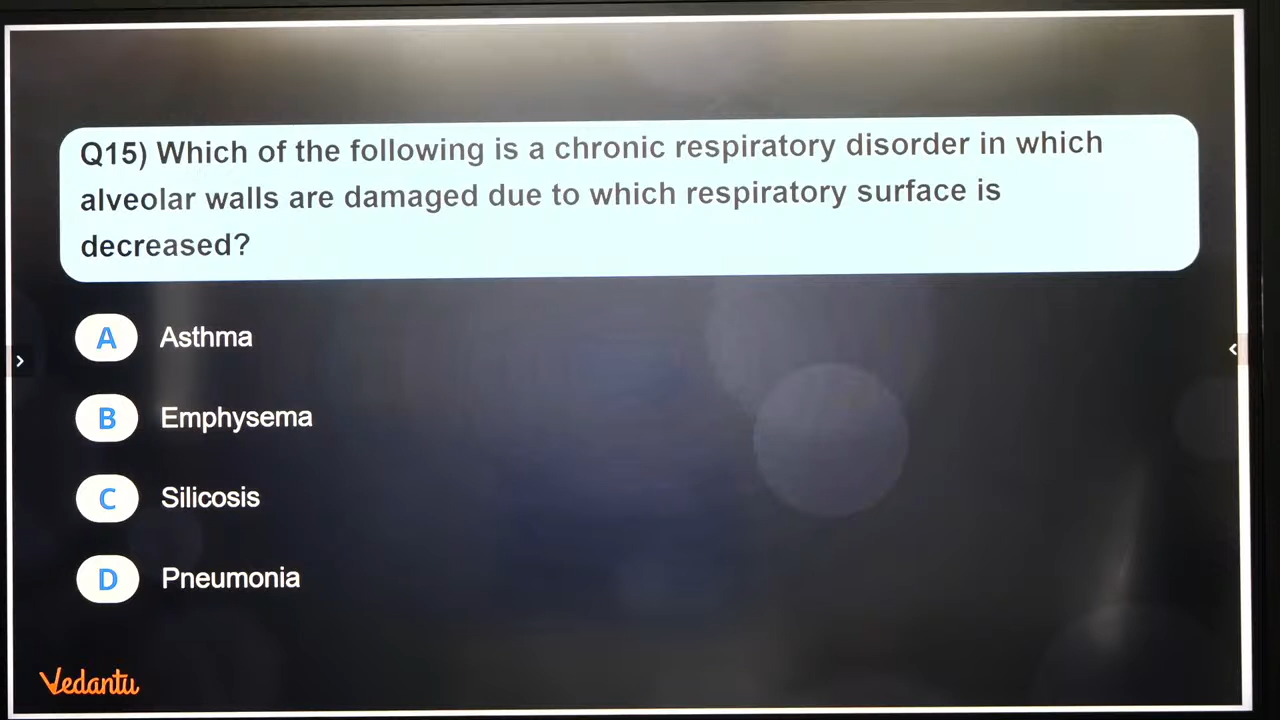 Q15) Which of the following is a chronic respiratory disorder in which
alveolar walls are damaged due to which respiratory surface is
decreased?
A Asthma
B Emphysema
C Silicosis
D Pneumonia
Vedantu